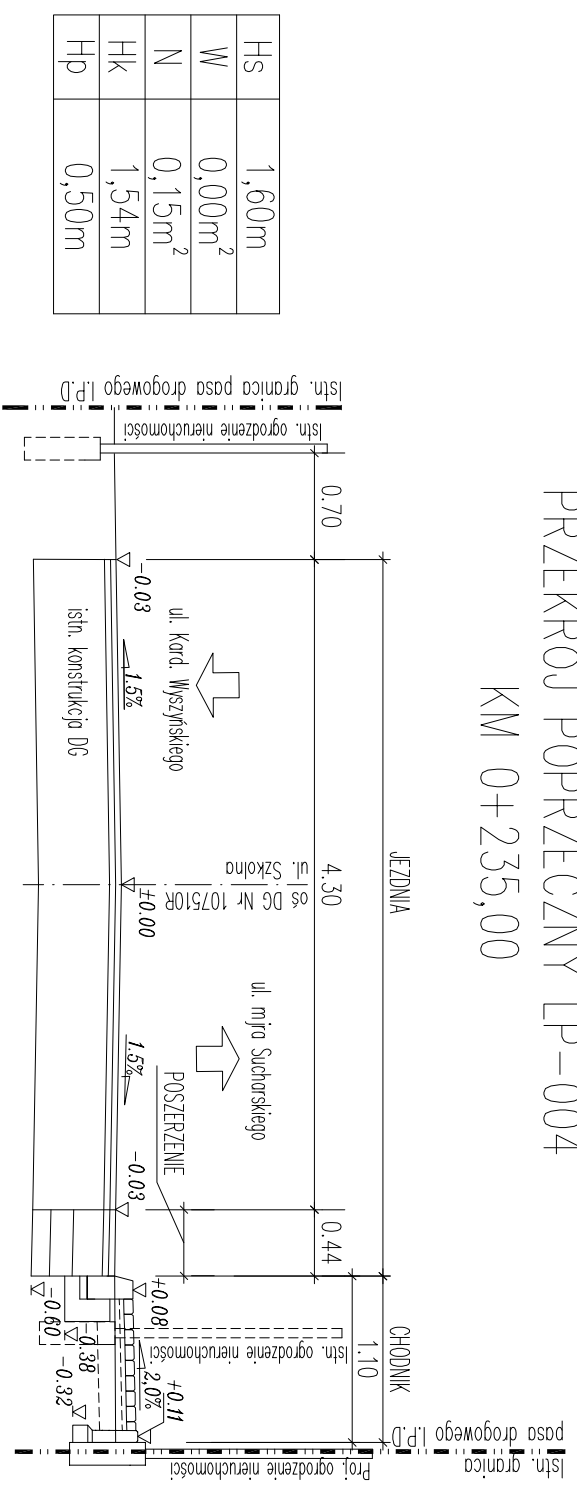 PRZEKRÓJ POPRZECZNY LP-004
KM 0+235,00
JEZDNIA
CHODNIK
0.70
4.30
0.44
1.10
Istn. granica pasa drogowego I.P.D
Istn. ogrodzenie nieruchomości
ul. Kard. Wyszyńskiego
oś DG Nr 107510R
ul. Szkolna
ul. mjra Sucharskiego
POSZERZENIE
Istn. ogrodzenie nieruchomości
Istn. granica
pasa drogowego I.P.D
Proj. ogrodzenie nieruchomości
-0.03
1.5%
±0.00
1.5%
-0.03
+0.08
2,0%
+0.11
istn. konstrukcja DG
-0.60
-0.38
-0.32
Hs 1,60m
W 0,00m²
N 0,15m²
Hk 1,54m
Hp 0,50m